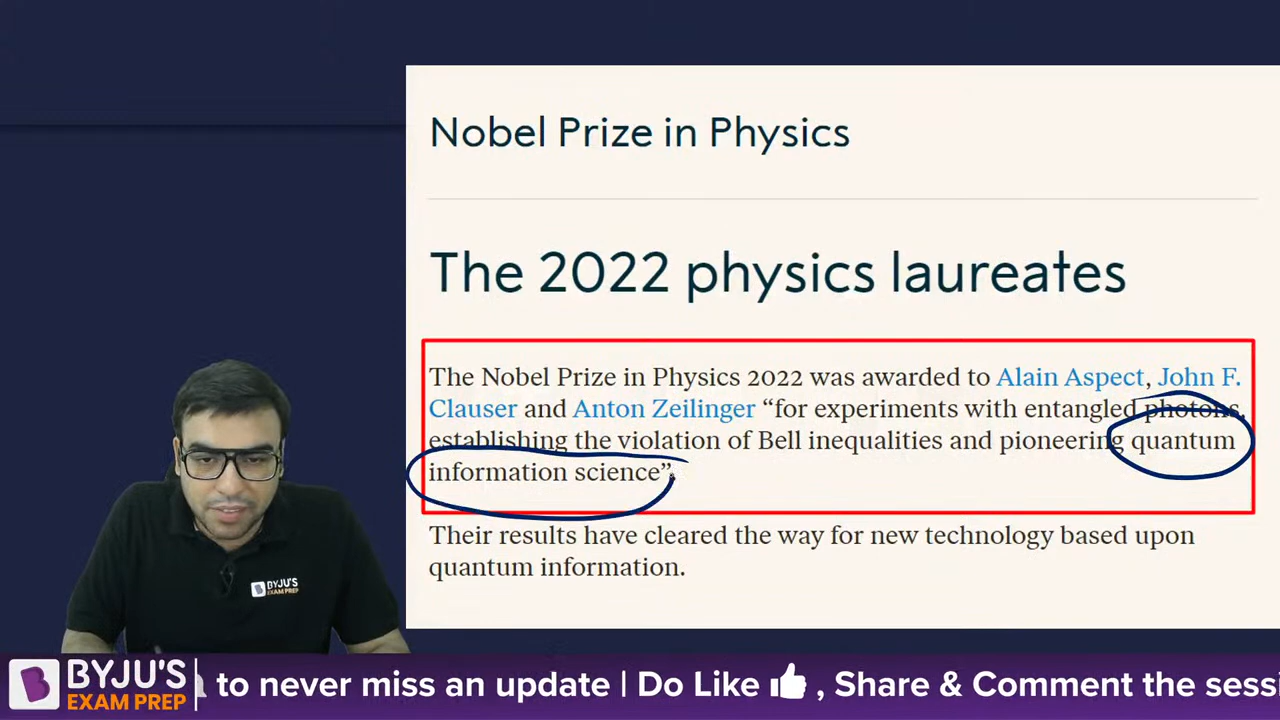 Nobel Prize in Physics
The 2022 physics laureates
The Nobel Prize in Physics 2022 was awarded to Alain Aspect, John F.
Clauser and Anton Zeilinger “for experiments with entangled photons,
establishing the violation of Bell inequalities and pioneering quantum
information science”.
Their results have cleared the way for new technology based upon
quantum information.
BYJU'S
EXAM PREP
BYJU'S
EXAM PREP
to never miss an update | Do Like , Share & Comment the sessi